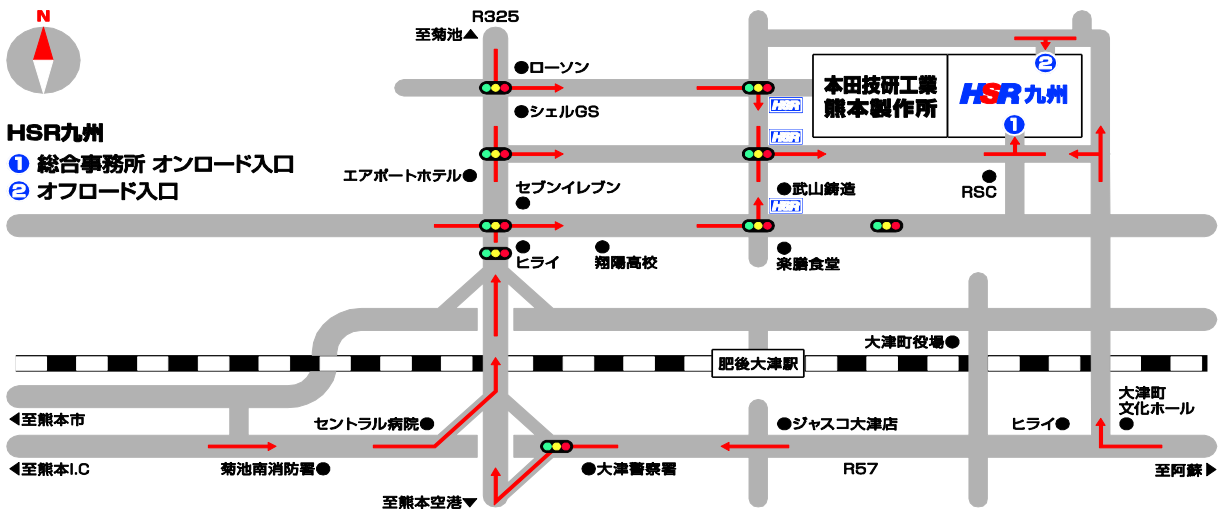 N
R325
至菊池▲
●ローソン
●シェルGS
HSR
本田技研工業
熊本製作所
HSR九州
2
1
HSR
HSR九州
1 総合事務所 オンロード入口
2 オフロード入口
エアポートホテル●
セブンイレブン
●武山鋳造
HSR
RSC
ヒライ
翔陽高校
楽膳食堂
大津町役場●
肥後大津駅
◀至熊本市
セントラル病院●
●ジャスコ大津店
ヒライ●
大津町
文化ホール
◀至熊本I.C
菊池南消防署●
●大津警察署
R57
至阿蘇▶
至熊本空港▼